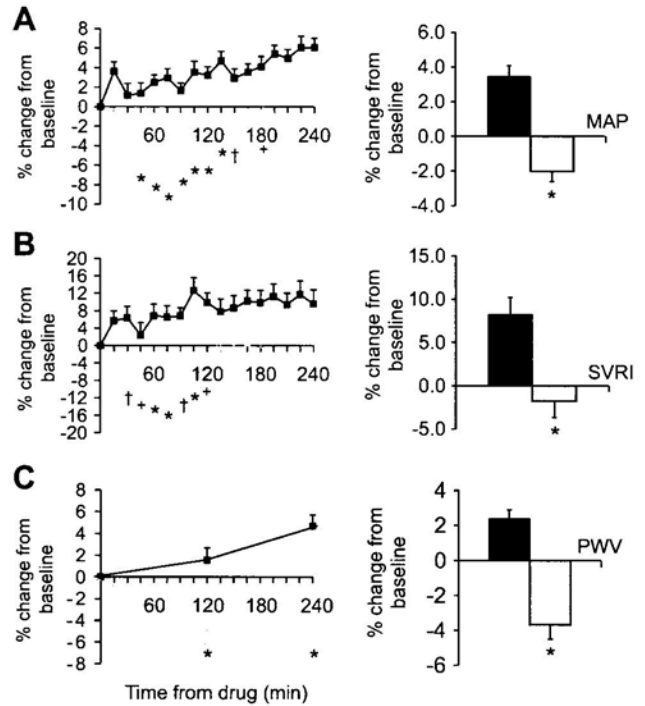 A
% change from
baseline
8
6
4
2
0
-2
-4
-6
-8
-10
60 120 180 240
* * * * * * * † +
% change from
baseline
6.0
4.0
2.0
0.0
-2.0
-4.0
MAP
*
B
% change from
baseline
20
16
12
8
4
0
-4
-8
-12
-16
-20
60 120 180 240
† + * * † * +
% change from
baseline
15.0
10.0
5.0
0.0
-5.0
SVRI
*
C
% change from
baseline
8
6
4
2
0
-2
-4
-6
-8
60 120 180 240
* *
Time from drug (min)
% change from
baseline
4
2
0
-2
-4
-6
PWV
*